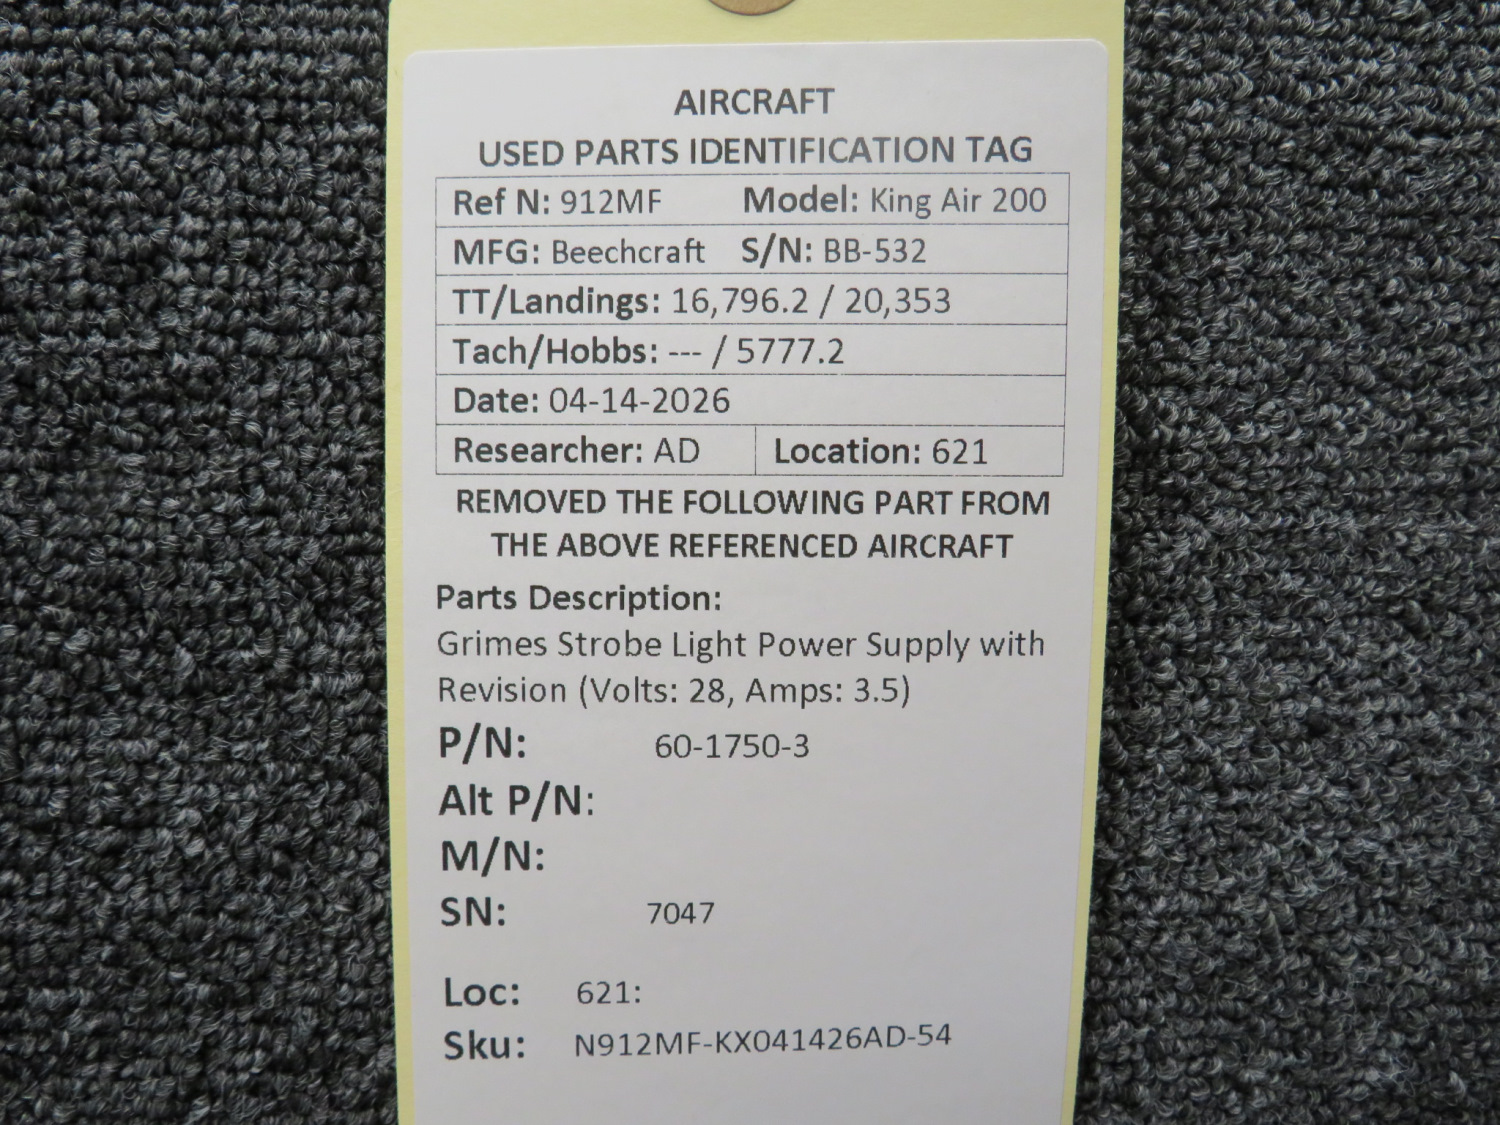 AIRCRAFT
USED PARTS IDENTIFICATION TAG
Ref N: 912MF Model: King Air 200
MFG: Beechcraft S/N: BB-532
TT/Landings: 16,796.2 / 20,353
Tach/Hobbs: --- / 5777.2
Date: 04-14-2026
Researcher: AD Location: 621
REMOVED THE FOLLOWING PART FROM
THE ABOVE REFERENCED AIRCRAFT
Parts Description:
Grimes Strobe Light Power Supply with
Revision (Volts: 28, Amps: 3.5)
P/N: 60-1750-3
Alt P/N:
M/N:
SN: 7047
Loc: 621:
Sku: N912MF-KX041426AD-54